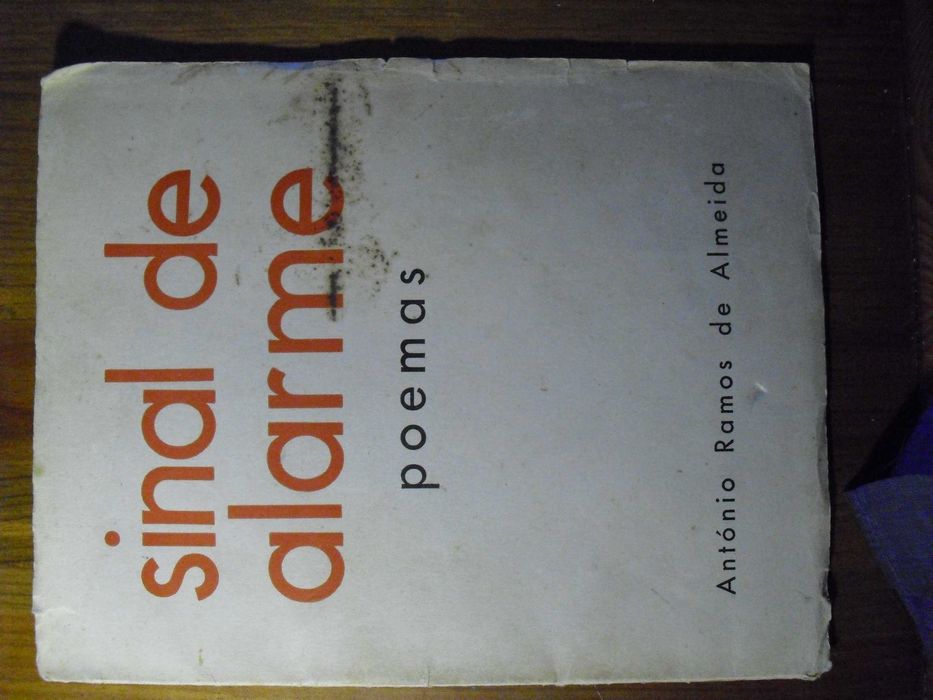 sinal de
alarme
poemas
António Ramos de Almeida